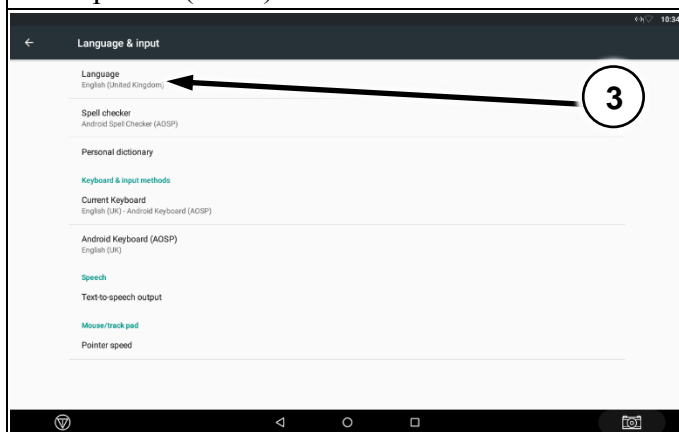 10:34
Language & input
Language
English (United Kingdom)
3
Spell checker
Android Spell Checker (AOSP)
Personal dictionary
Keyboard & input methods
Current Keyboard
English (UK) - Android Keyboard (AOSP)
Android Keyboard (AOSP)
English (UK)
Speech
Text-to-speech output
Mouse/track pad
Pointer speed